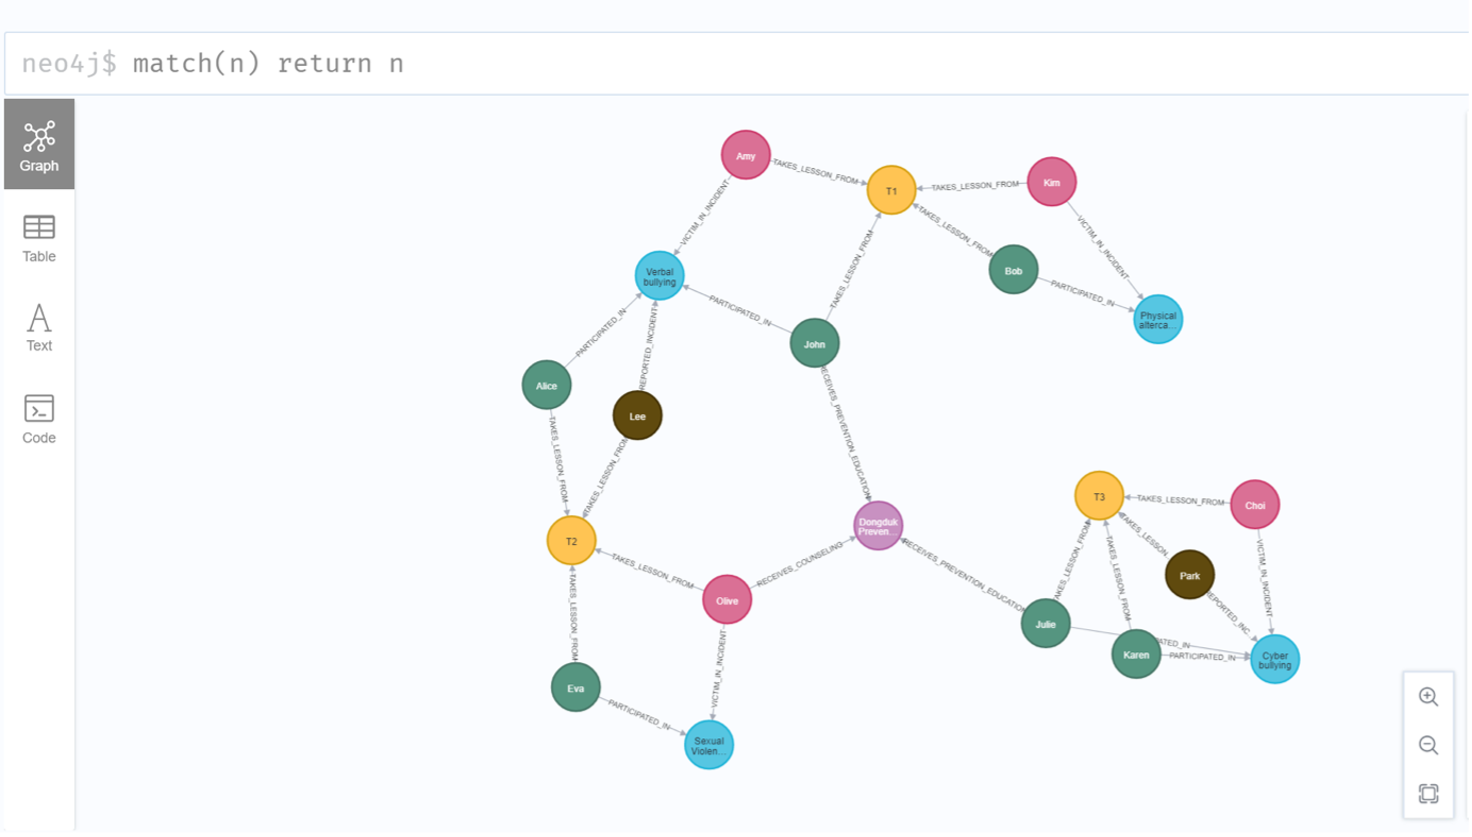 neo4j$ match(n) return n
Graph
Table
Text
Code
Amy
TAKES_LESSON_FROM
T1
TAKES_LESSON_FROM
Kim
VICTIM_IN_INCIDENT
TAKES_LESSON_FROM
VICTIM_IN_INCIDENT
Verbal
bullying
Bob
TAKES_LESSON_FROM
PARTICIPATED_IN
Physical
alterca...
PARTICIPATED_IN
PARTICIPATED_IN
REPORTED_INCIDENT
John
Alice
Lee
RECEIVES_PREVENTION_EDUCATION
TAKES_LESSON_FROM
TAKES_LESSON_FROM
T2
Dongduk
Preven...
T3
TAKES_LESSON_FROM
Choi
TAKES_LESSON
TAKES_LESSON_FROM
RECEIVES_COUNSELING
RECEIVES_PREVENTION_EDUCATION
TAKES_LESSON_FROM
TAKES_LESSON_FROM
Park
VICTIM_IN_INCIDENT
TAKES_LESSON_FROM
Olive
REPORTED_INC...
Julie
PATED_IN
Karen
PARTICIPATED_IN
Cyber
bullying
Eva
VICTIM_IN_INCIDENT
PARTICIPATED_IN
Sexual
Violen...